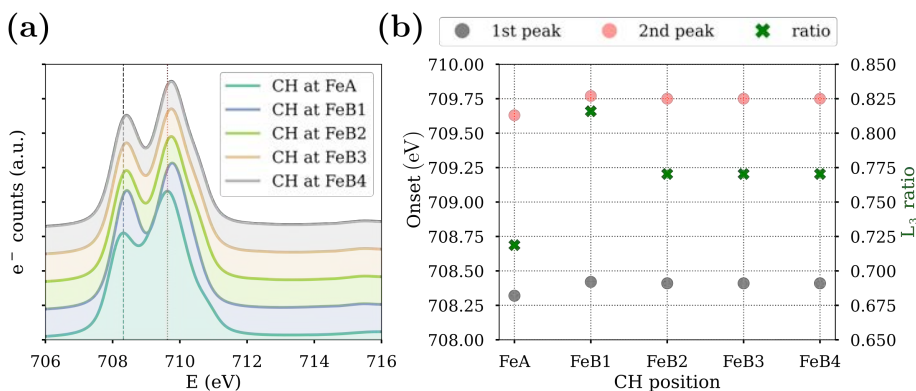 (a)
CH at FeA
CH at FeB1
CH at FeB2
CH at FeB3
CH at FeB4
e⁻ counts (a.u.)
706 708 710 712 714 716
E (eV)
(b)
1st peak 2nd peak ratio
710.00 0.850
709.75 0.825
709.50 0.800
709.25 0.775
709.00 0.750
708.75 0.725
708.50 0.700
708.25 0.675
708.00 0.650
Onset (eV)
L₃ ratio
FeA FeB1 FeB2 FeB3 FeB4
CH position